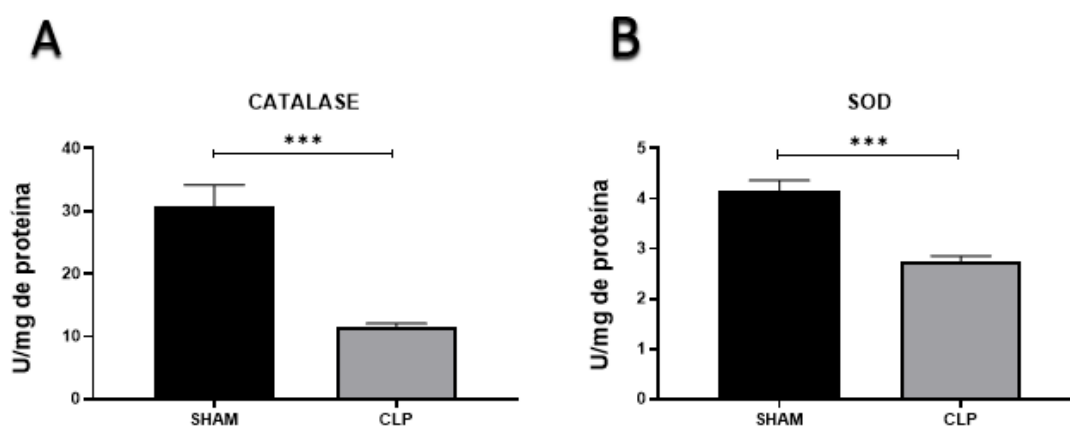 A
CATALASE
***
40
30
20
10
0
U/mg de proteína
SHAM CLP
B
SOD
***
5
4
3
2
1
0
U/mg de proteína
SHAM CLP